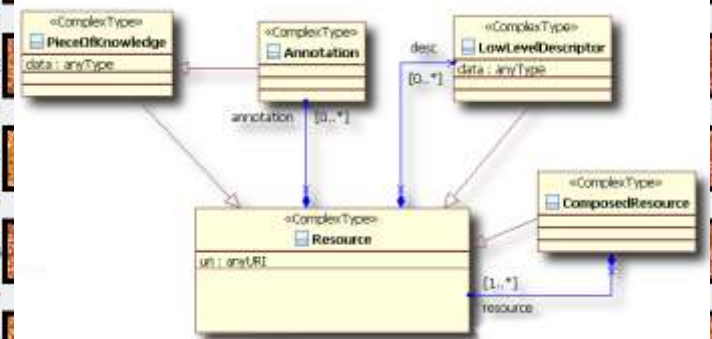 «ComplexType»
PieceOfKnowledge
data : anyType
«ComplexType»
Annotation
desc
«ComplexType»
LowLevelDescriptor
data : anyType
[0..*]
annotation
[0..*]
«ComplexType»
ComposedResource
«ComplexType»
Resource
uri : anyURI
[1..*]
resource